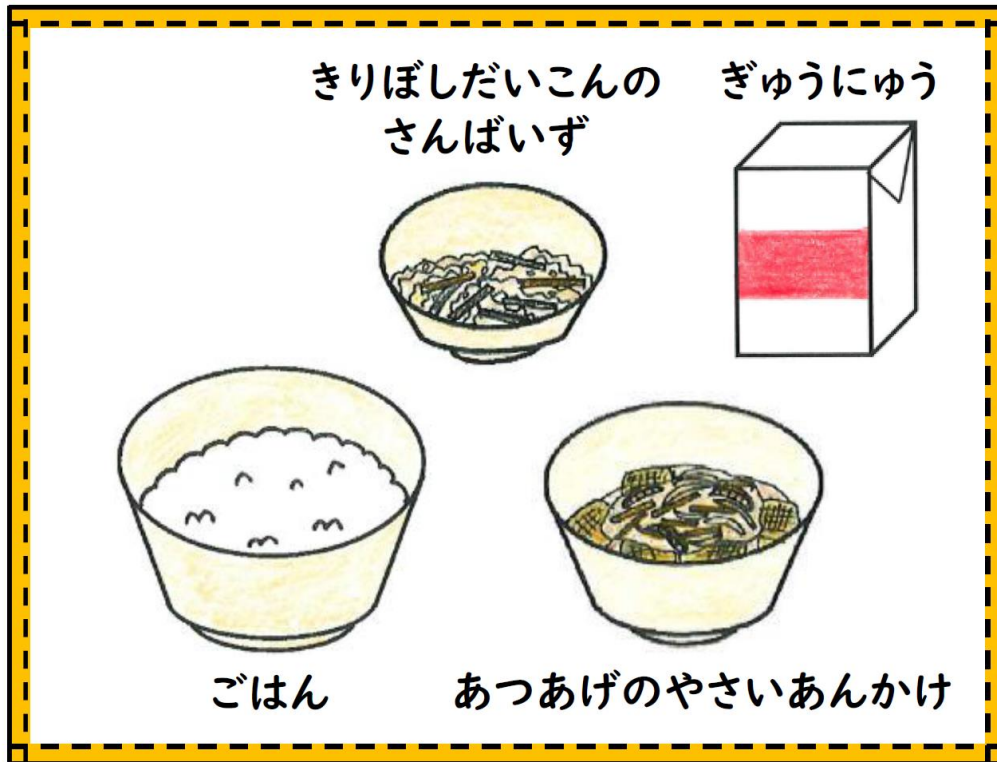 きりぼしだいこんの
さんばいず
ぎゅうにゅう
ごはん
あつあげのやさいあんかけ